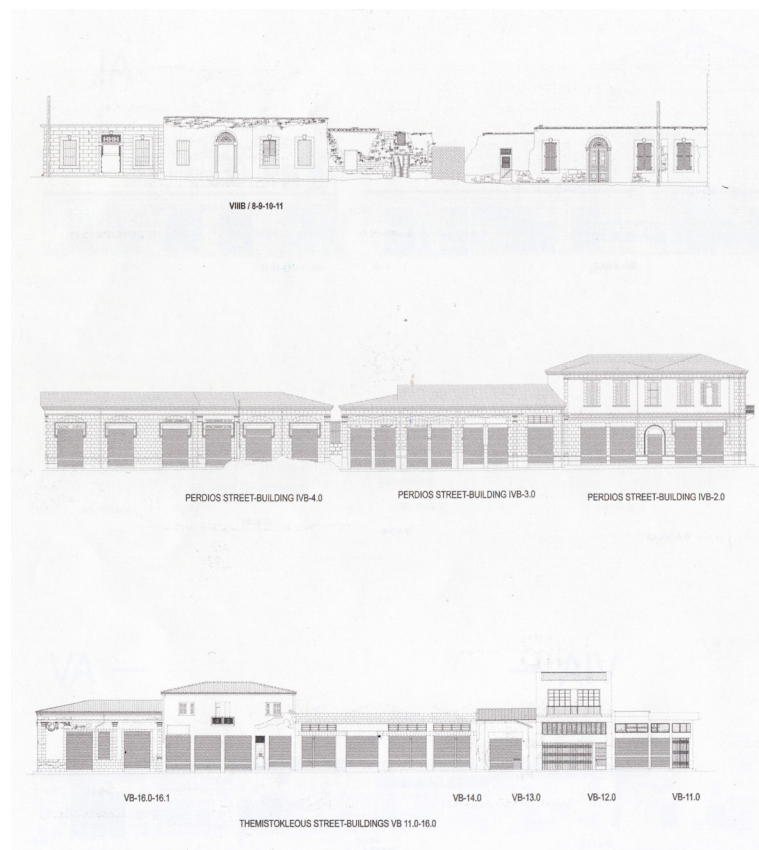 VIIIB / 8-9-10-11
PERDIOS STREET-BUILDING IVB-4.0
PERDIOS STREET-BUILDING IVB-3.0
PERDIOS STREET-BUILDING IVB-2.0
VB-16.0-16.1
VB-14.0
VB-13.0
VB-12.0
VB-11.0
THEMISTOKLEOUS STREET-BUILDINGS VB 11.0-16.0